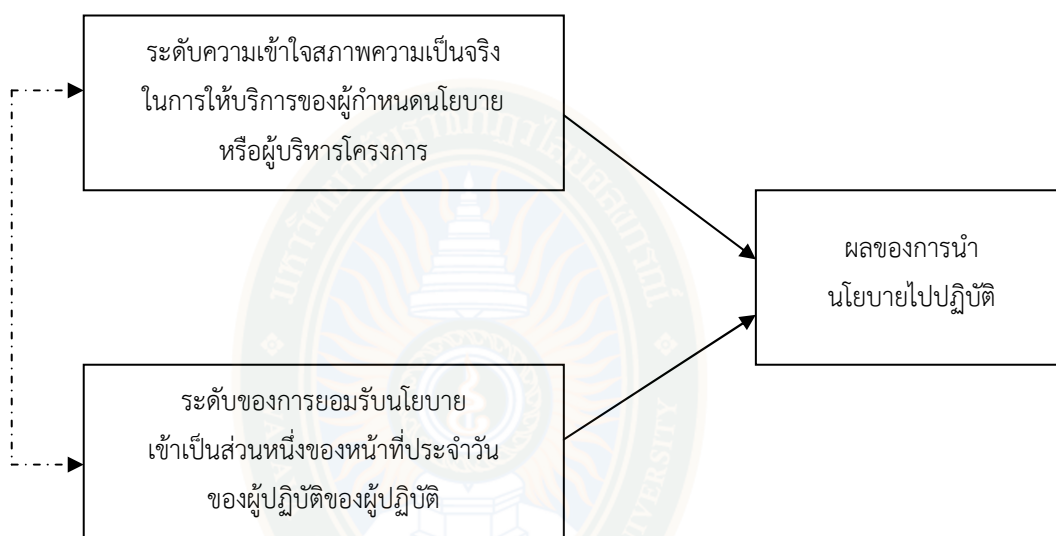 ระดับความเข้าใจสภาพความเป็นจริง
ในการให้บริการของผู้กำหนดนโยบาย
หรือผู้บริหารโครงการ
ผลของการนำ
นโยบายไปปฏิบัติ
ระดับของการยอมรับนโยบาย
เข้าเป็นส่วนหนึ่งของหน้าที่ประจำวัน
ของผู้ปฏิบัติของผู้ปฏิบัติ